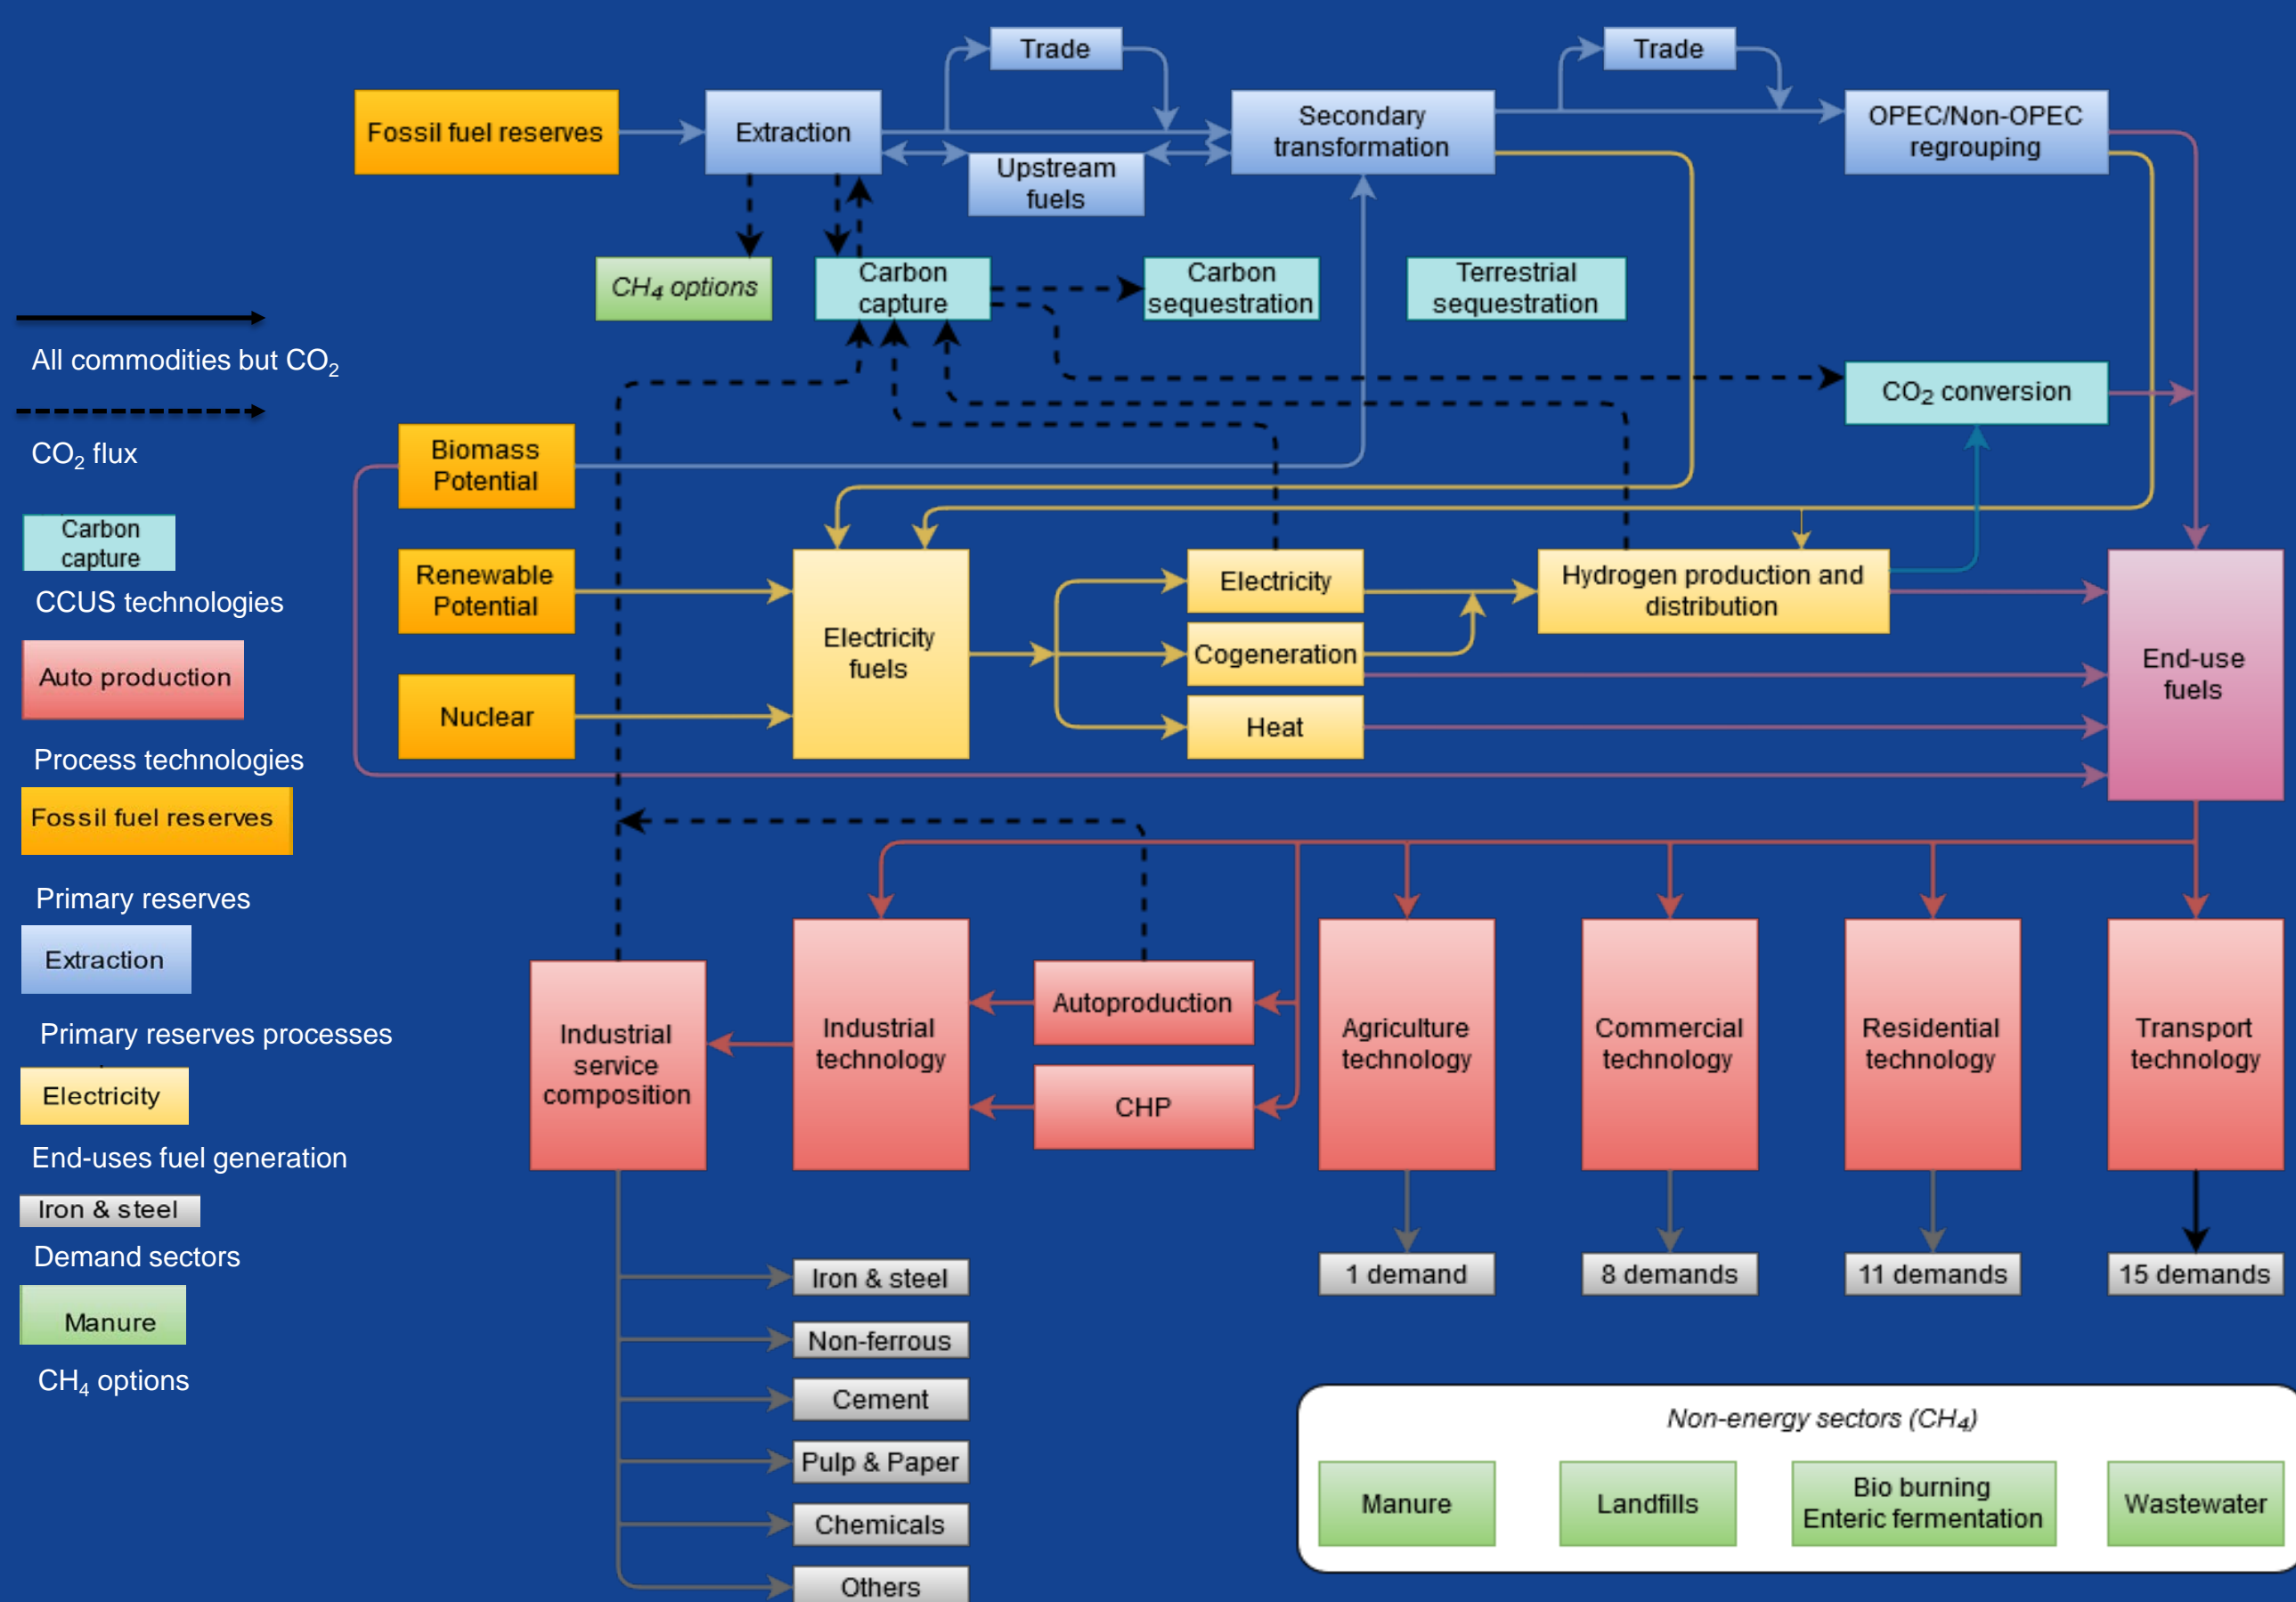 Trade
Trade
Fossil fuel reserves
Extraction
Secondary
transformation
OPEC/Non-OPEC
regrouping
Upstream
fuels
CH₄ options
Carbon
capture
Carbon
sequestration
Terrestrial
sequestration
CO₂ conversion
Biomass
Potential
Renewable
Potential
Nuclear
Electricity
fuels
Electricity
Cogeneration
Heat
Hydrogen production and
distribution
End-use
fuels
Industrial
service
composition
Industrial
technology
Autoproduction
CHP
Agriculture
technology
Commercial
technology
Residential
technology
Transport
technology
1 demand
8 demands
11 demands
15 demands
Iron & steel
Non-ferrous
Cement
Pulp & Paper
Chemicals
Others
Non-energy sectors (CH₄)
Manure
Landfills
Bio burning
Enteric fermentation
Wastewater
All commodities but CO₂
CO₂ flux
Carbon
capture
CCUS technologies
Auto production
Process technologies
Fossil fuel reserves
Primary reserves
Extraction
Primary reserves processes
Electricity
End-uses fuel generation
Iron & steel
Demand sectors
Manure
CH₄ options